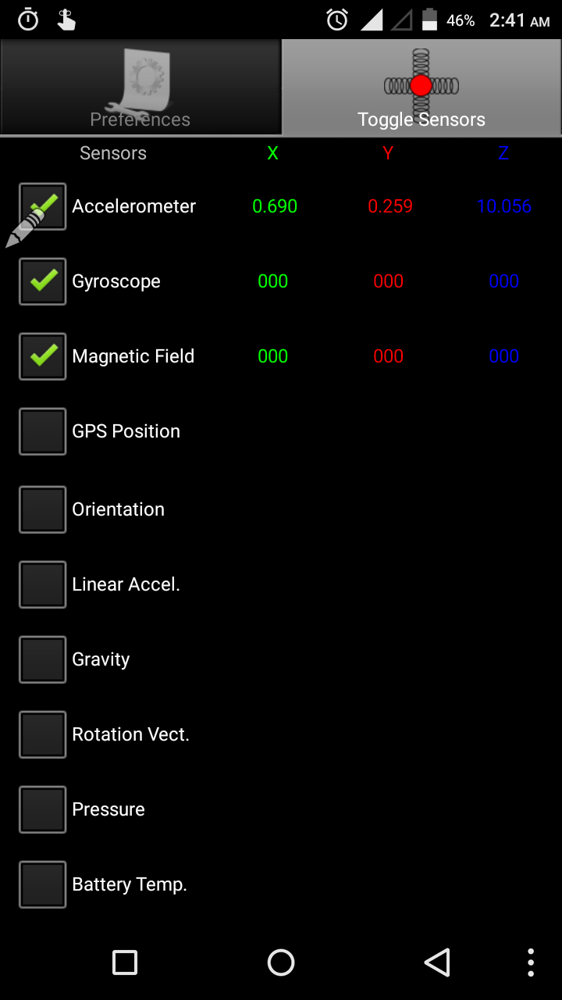 46% 2:41 AM
Preferences Toggle Sensors
Sensors X Y Z
Accelerometer 0.690 0.259 10.056
Gyroscope 000 000 000
Magnetic Field 000 000 000
GPS Position
Orientation
Linear Accel.
Gravity
Rotation Vect.
Pressure
Battery Temp.